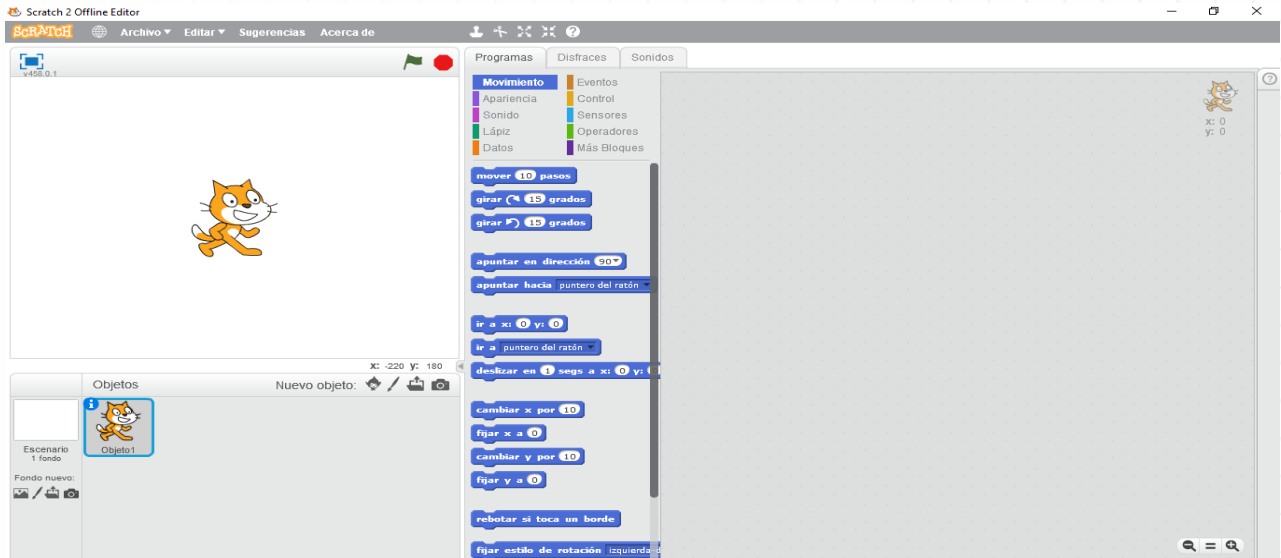 Scratch 2 Offline Editor
SCRATCH Archivo Editar Sugerencias Acerca de
v458.0.1
Programas Disfraces Sonidos
Movimiento Eventos
Apariencia Control
Sonido Sensores
Lápiz Operadores
Datos Más Bloques
mover 10 pasos
girar 15 grados
girar 15 grados
apuntar en dirección 90
apuntar hacia puntero del ratón
ir a x: 0 y: 0
ir a puntero del ratón
deslizar en 1 segs a x: 0 y:
cambiar x por 10
fijar x a 0
cambiar y por 10
fijar y a 0
rebotar si toca un borde
fijar estilo de rotación izquierda-d
x: 0
y: 0
X: -220 y: 180
Objetos Nuevo objeto:
Escenario
1 fondo
Fondo nuevo:
Objeto1